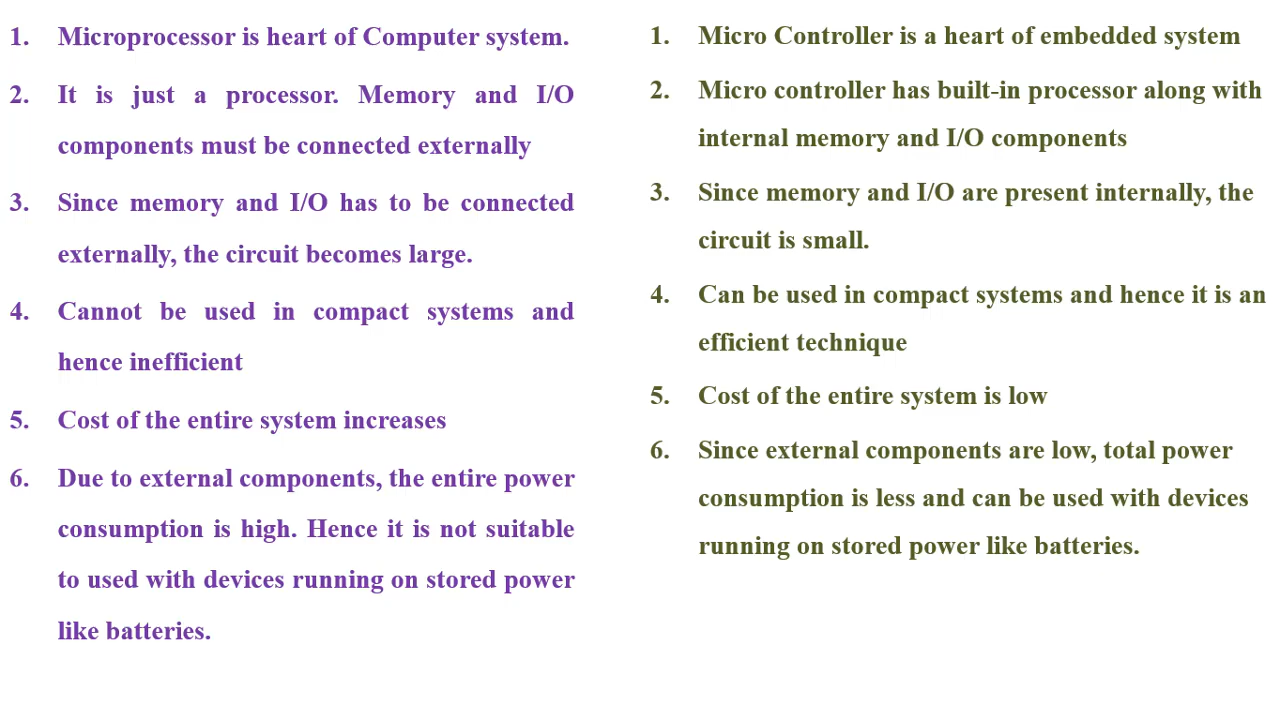 1. Microprocessor is heart of Computer system.
2. It is just a processor. Memory and I/O
components must be connected externally
3. Since memory and I/O has to be connected
externally, the circuit becomes large.
4. Cannot be used in compact systems and
hence inefficient
5. Cost of the entire system increases
6. Due to external components, the entire power
consumption is high. Hence it is not suitable
to used with devices running on stored power
like batteries.
1. Micro Controller is a heart of embedded system
2. Micro controller has built-in processor along with
internal memory and I/O components
3. Since memory and I/O are present internally, the
circuit is small.
4. Can be used in compact systems and hence it is an
efficient technique
5. Cost of the entire system is low
6. Since external components are low, total power
consumption is less and can be used with devices
running on stored power like batteries.